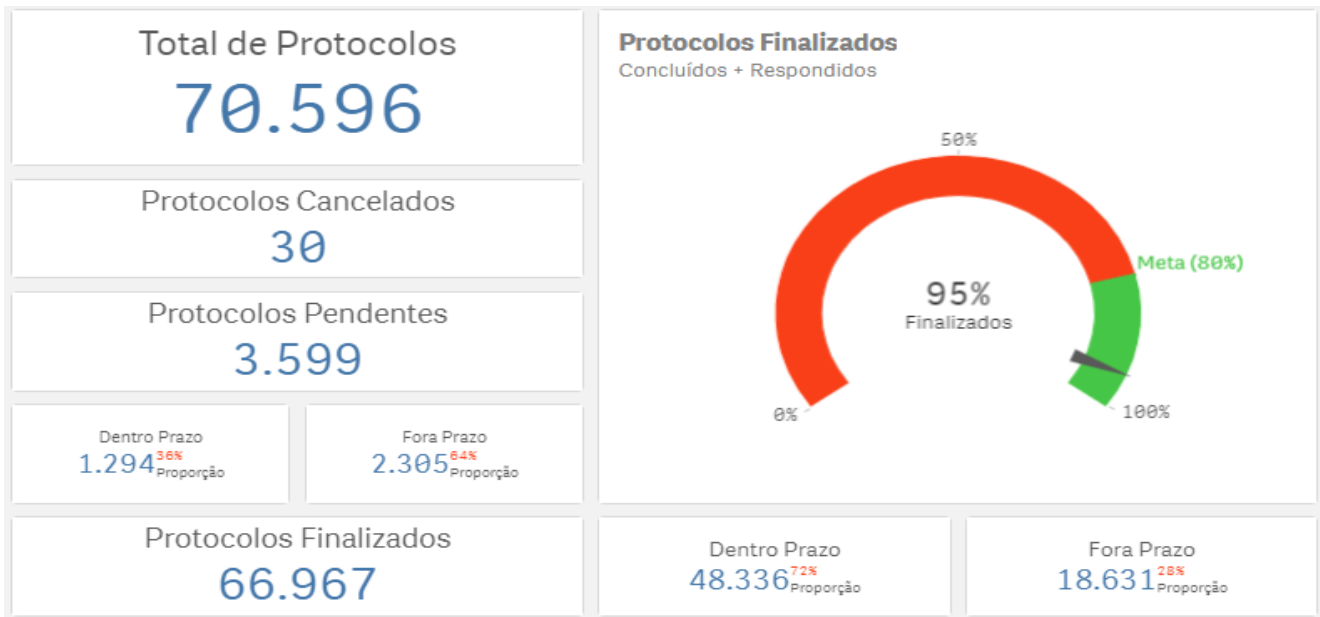 Total de Protocolos
70.596
Protocolos Cancelados
30
Protocolos Pendentes
3.599
Dentro Prazo
1.294 36% Proporção
Fora Prazo
2.305 64% Proporção
Protocolos Finalizados
66.967
Protocolos Finalizados
Concluídos + Respondidos
50%
Meta (80%)
95%
Finalizados
0%
100%
Dentro Prazo
48.336 72% Proporção
Fora Prazo
18.631 28% Proporção